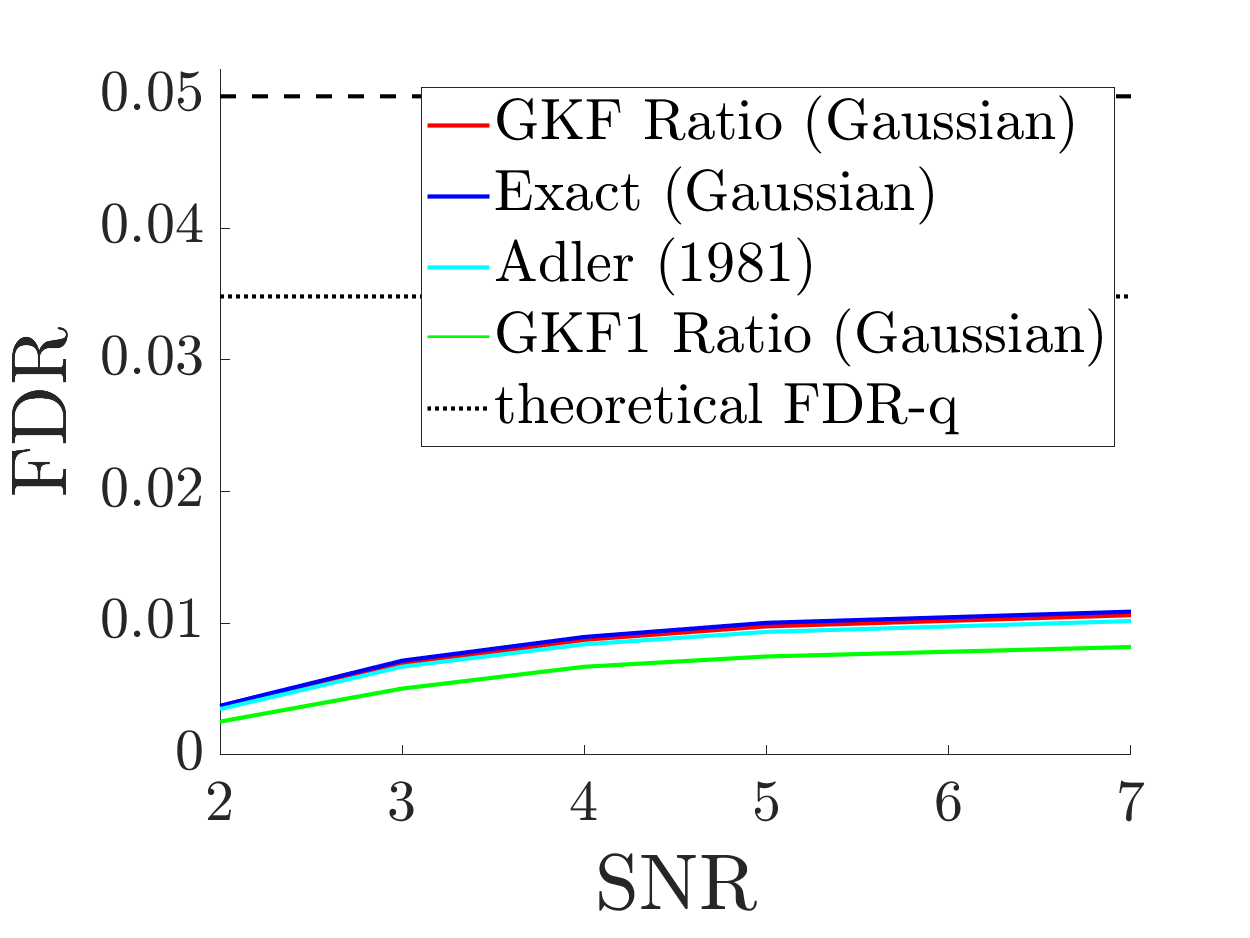 0.05
0.04
0.03
0.02
0.01
0
FDR
GKF Ratio (Gaussian)
Exact (Gaussian)
Adler (1981)
GKF1 Ratio (Gaussian)
theoretical FDR-q
2 3 4 5 6 7
SNR